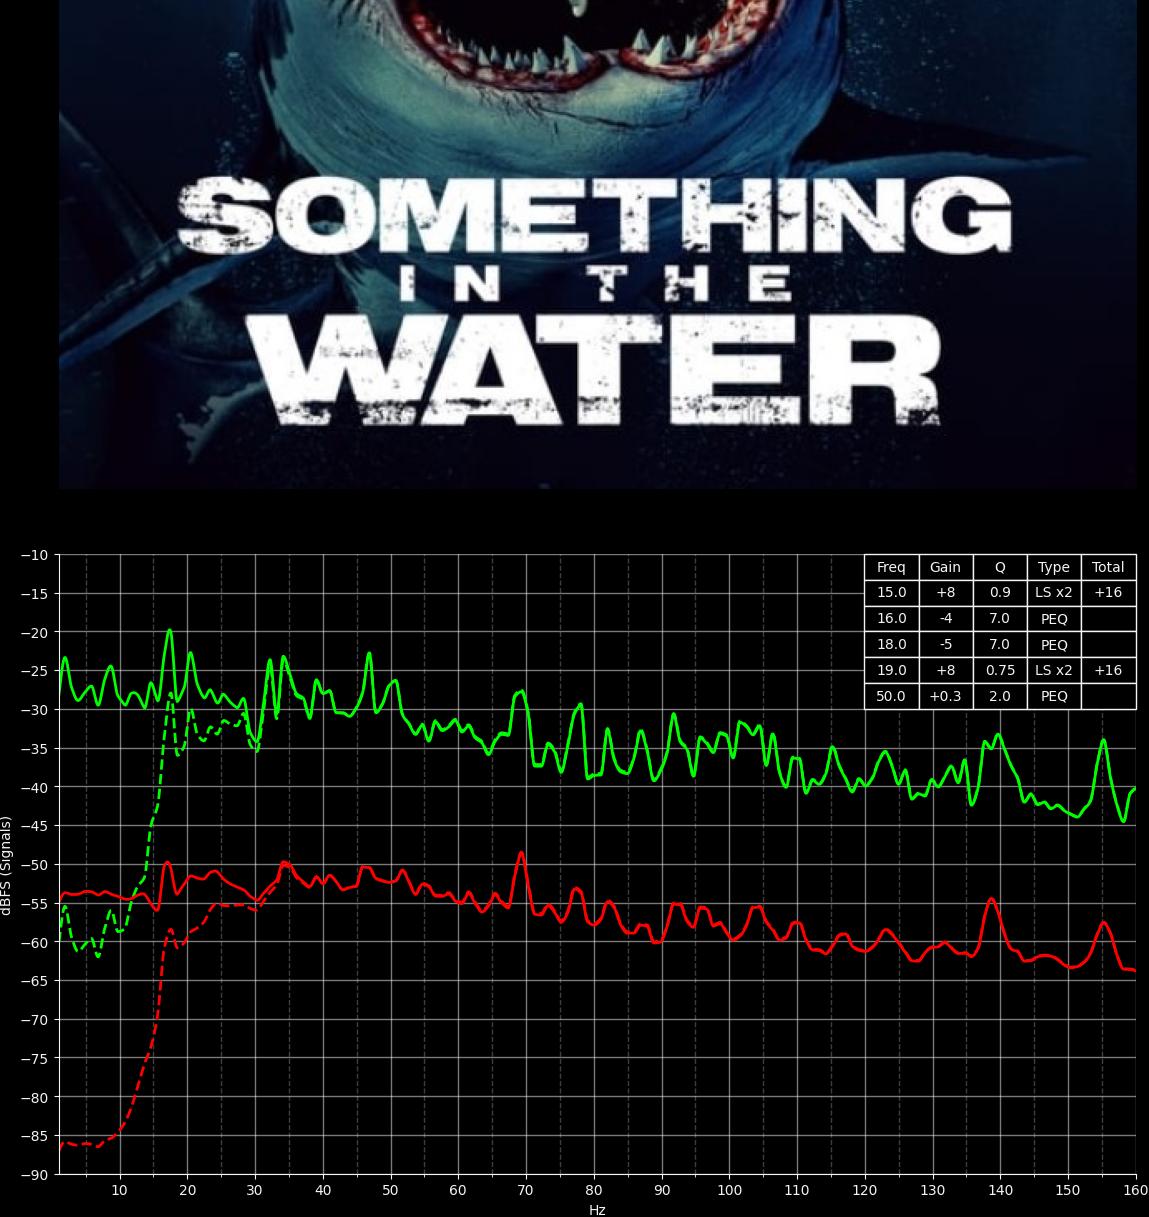 SOMETHING
IN THE
WATER
Freq Gain Q Type Total
15.0 +8 0.9 LS x2 +16
16.0 -4 7.0 PEQ
18.0 -5 7.0 PEQ
19.0 +8 0.75 LS x2 +16
50.0 +0.3 2.0 PEQ
−10
−15
−20
−25
−30
−35
−40
−45
−50
−55
−60
−65
−70
−75
−80
−85
−90
dBFS (Signals)
10 20 30 40 50 60 70 80 90 100 110 120 130 140 150 160
Hz